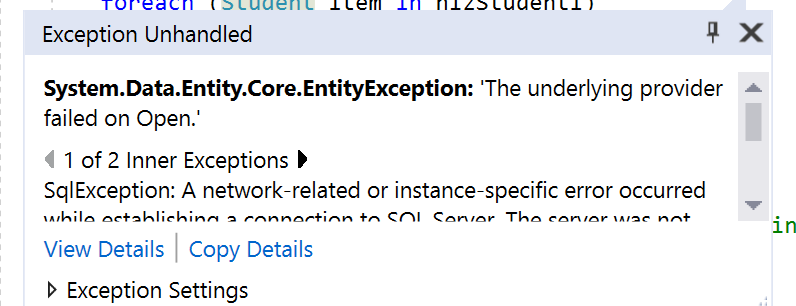 foreach (Student item in nizStudenti)
Exception Unhandled
System.Data.Entity.Core.EntityException: 'The underlying provider
failed on Open.'
1 of 2 Inner Exceptions
SqlException: A network-related or instance-specific error occurred
while establishing a connection to SQL Server. The server was not
in
View Details | Copy Details
Exception Settings